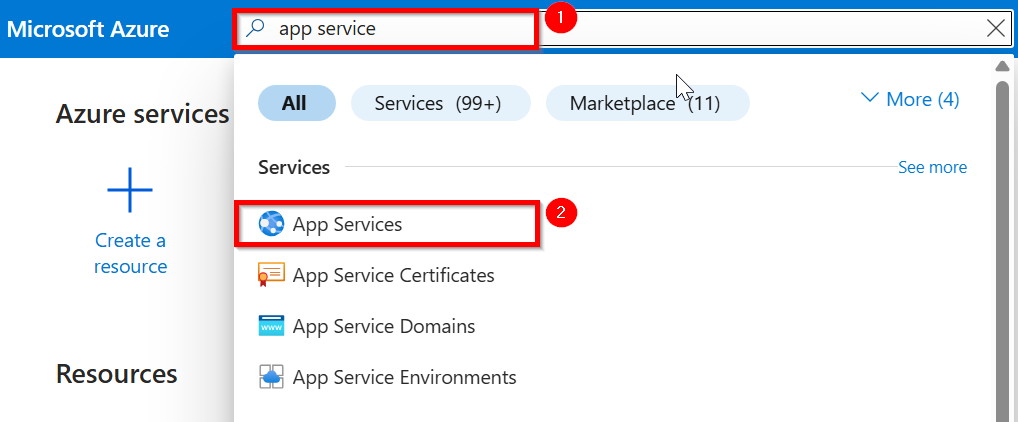 Microsoft Azure
app service
1
All
Services (99+)
Marketplace (11)
More (4)
Azure services
Services
See more
App Services
2
Create a
resource
App Service Certificates
www
App Service Domains
Resources
App Service Environments